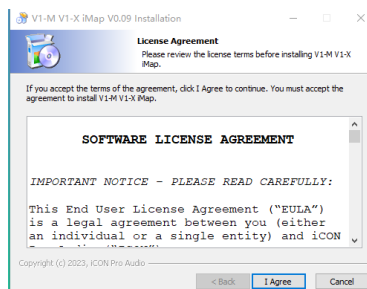 V1-M V1-X iMap V0.09 Installation
License Agreement
Please review the license terms before installing V1-M V1-X
iMap.
If you accept the terms of the agreement, click I Agree to continue. You must accept the
agreement to install V1-M V1-X iMap.
SOFTWARE LICENSE AGREEMENT
IMPORTANT NOTICE - PLEASE READ CAREFULLY:
This End User License Agreement ("EULA")
is a legal agreement between you (either
an individual or a single entity) and iCON
Copyright (c) 2023, iCON Pro Audio
< Back
I Agree
Cancel